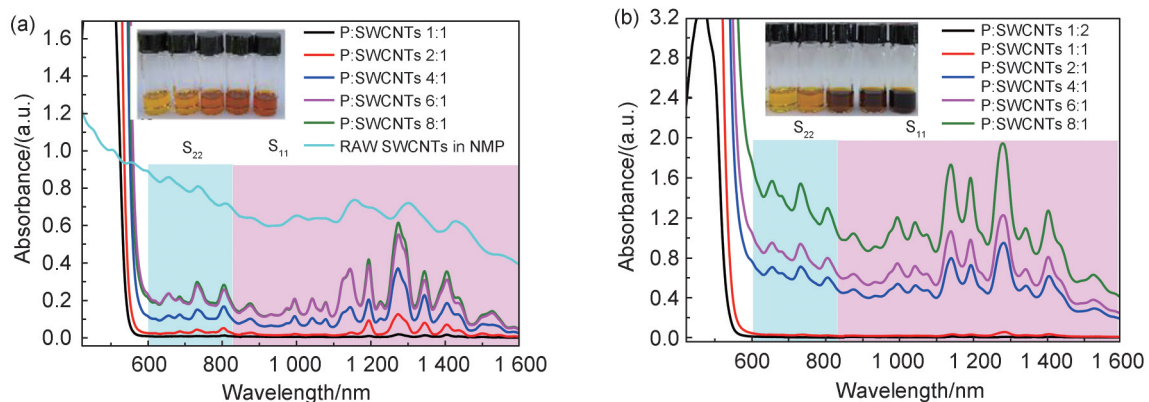 (a)
1.6
1.4
1.2
1.0
0.8
0.6
0.4
0.2
0.0
Absorbance/(a.u.)
P:SWCNTs 1:1
P:SWCNTs 2:1
P:SWCNTs 4:1
P:SWCNTs 6:1
P:SWCNTs 8:1
RAW SWCNTs in NMP
S22
S11
600 800 1 000 1 200 1 400 1 600
Wavelength/nm
(b)
3.2
2.8
2.4
2.0
1.6
1.2
0.8
0.4
0.0
Absorbance/(a.u.)
P:SWCNTs 1:2
P:SWCNTs 1:1
P:SWCNTs 2:1
P:SWCNTs 4:1
P:SWCNTs 6:1
P:SWCNTs 8:1
S22
S11
600 800 1 000 1 200 1 400 1 600
Wavelength/nm